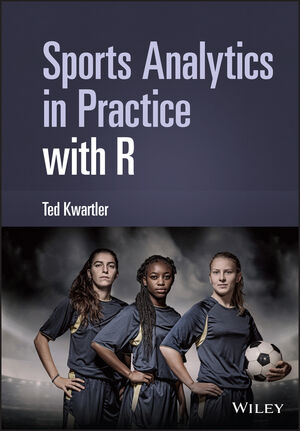 Sports Analytics
in Practice
with R
Ted Kwartler
WILEY